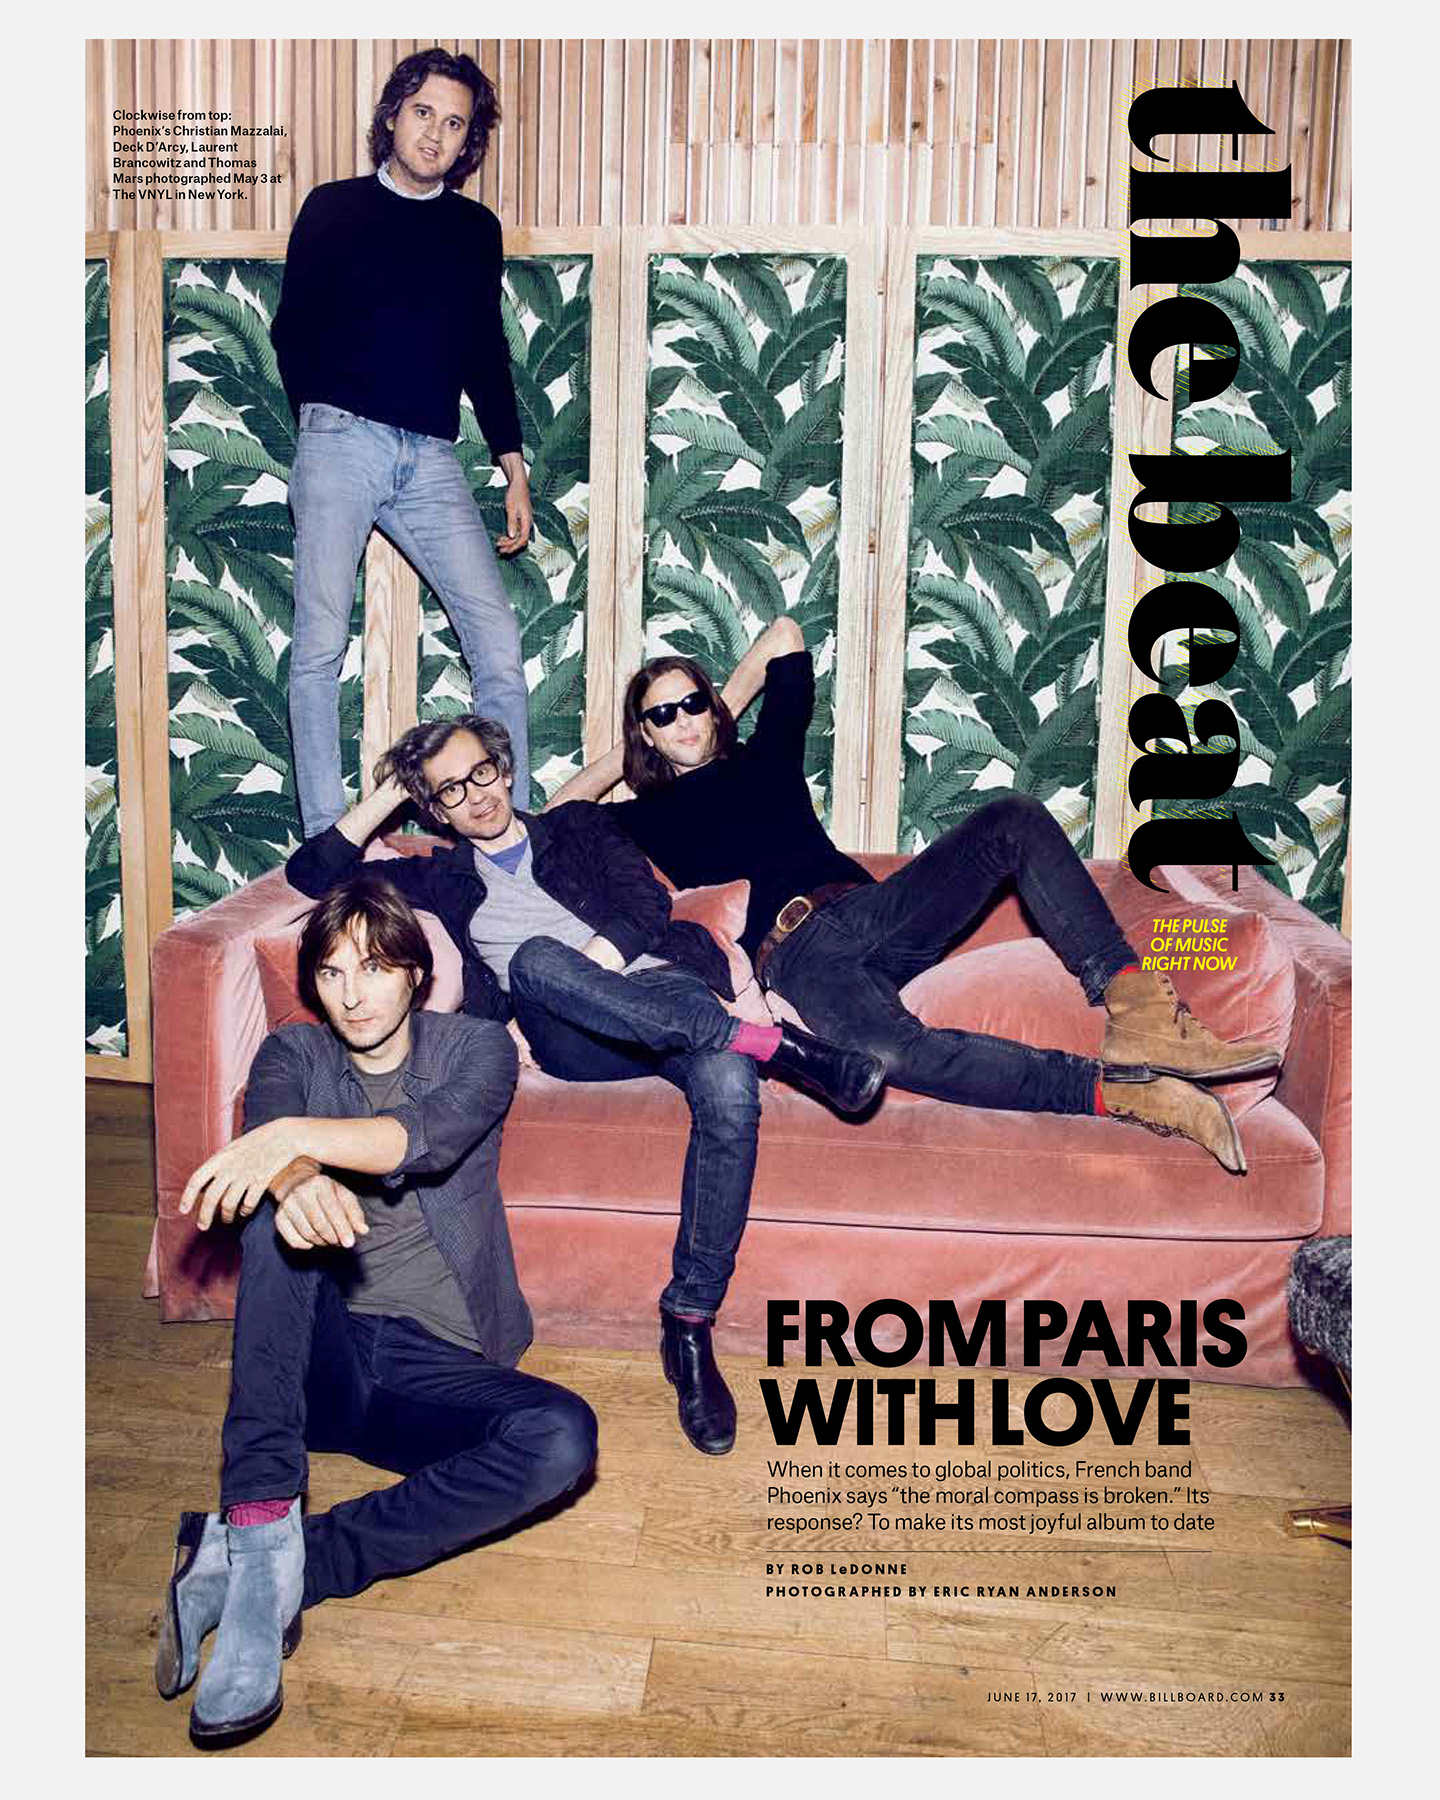 Clockwise from top:
Phoenix's Christian Mazzalai,
Deck D'Arcy, Laurent
Brancowitz and Thomas
Mars photographed May 3 at
The VNYL in New York.
the beat
THE PULSE
OF MUSIC
RIGHT NOW
FROM PARIS
WITH LOVE
When it comes to global politics, French band
Phoenix says “the moral compass is broken.” Its
response? To make its most joyful album to date
BY ROB LeDONNE
PHOTOGRAPHED BY ERIC RYAN ANDERSON
JUNE 17, 2017 | WWW.BILLBOARD.COM 33